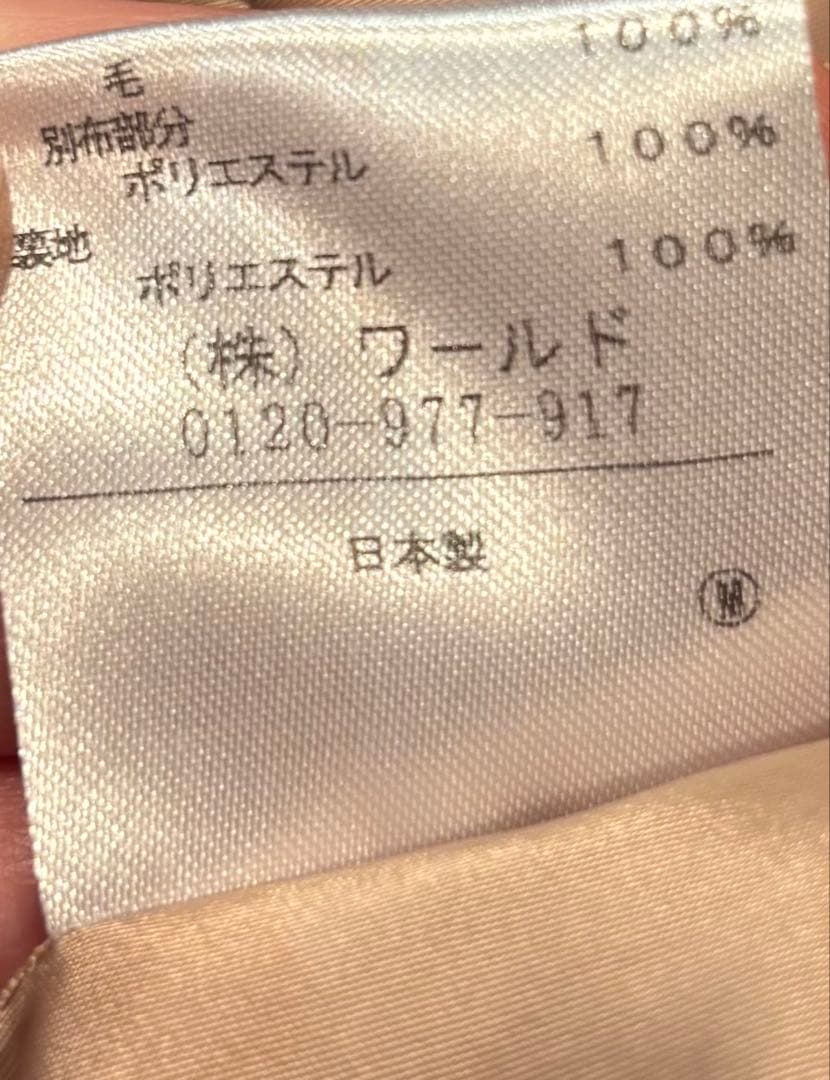 毛 100%
別布部分
ポリエステル 100%
裏地
ポリエステル 100%
(株) ワールド
0120-977-917
日本製
Ⓜ